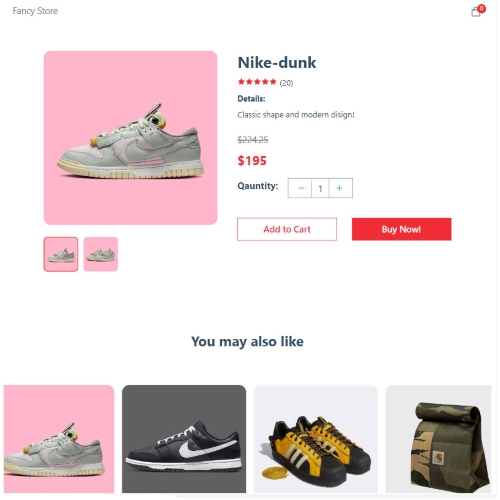 Fancy Store
0
Nike-dunk
(20)
Details:
Classic shape and modern disign!
$224.25
$195
Qauntity:
− 1 +
Add to Cart
Buy Now!
You may also like